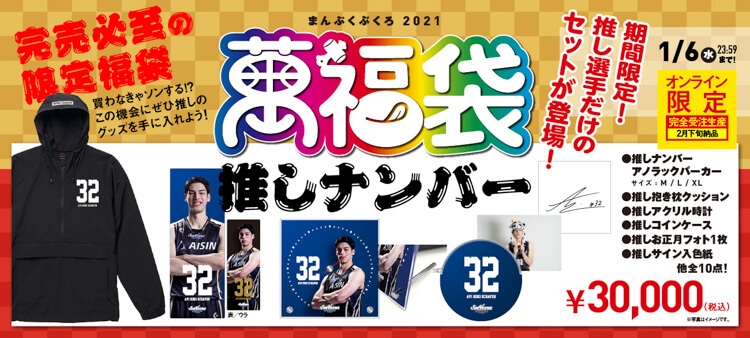 まんぷくぶくろ 2021
完売必至の
限定福袋
買わなきゃソンする!?
この機会にぜひ推しの
グッズを手に入れよう!
萬福袋
推しナンバー
期間限定!
推し選手だけの
セットが登場!
1/6 水 23:59
まで!
オンライン
限定
完全受注生産
2月下旬納品
32
AISIN
32
32
表/ウラ
32
AISIN
32
32
#32
●推しナンバー
アノラックパーカー
サイズ:M / L / XL
●推し抱き枕クッション
●推しアクリル時計
●推しコインケース
●推しお正月フォト1枚
●推しサイン入色紙
他全10点!
¥30,000(税込)
※写真はイメージです。